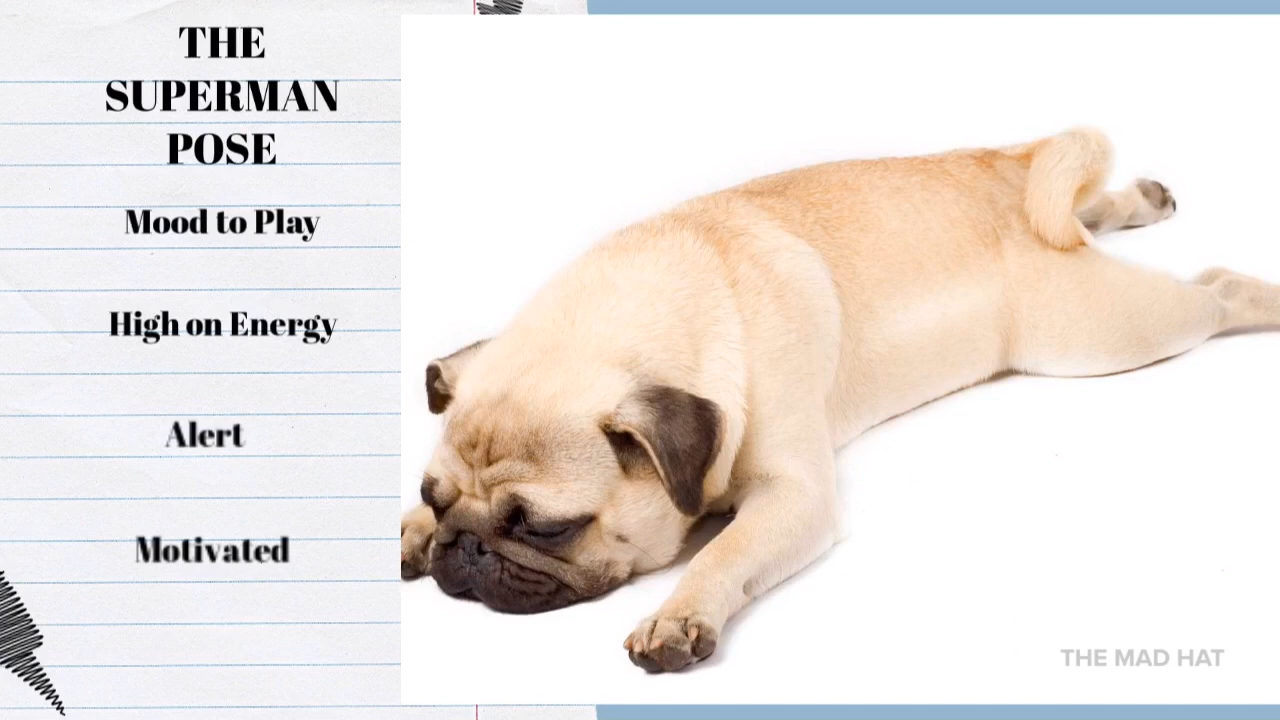 THE
SUPERMAN
POSE
Mood to Play
High on Energy
Alert
Motivated
THE MAD HAT